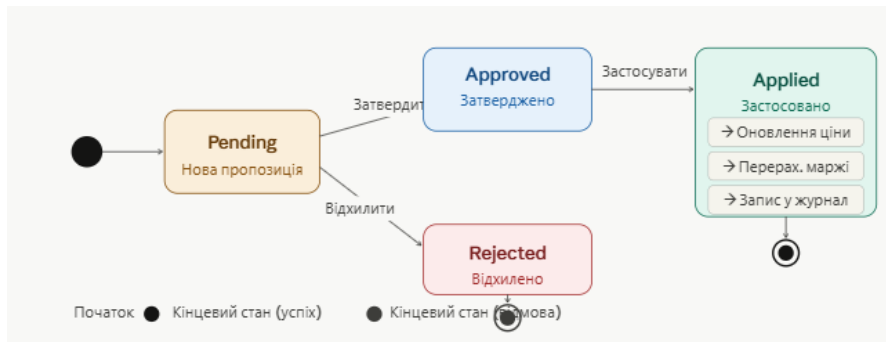 Approved
Затверджено
Застосувати
Applied
Застосовано
→ Оновлення ціни
→ Перерах. маржі
→ Запис у журнал
Затвердит
Pending
Нова пропозиція
Відхилити
Rejected
Відхилено
Початок
Кінцевий стан (успіх)
Кінцевий стан